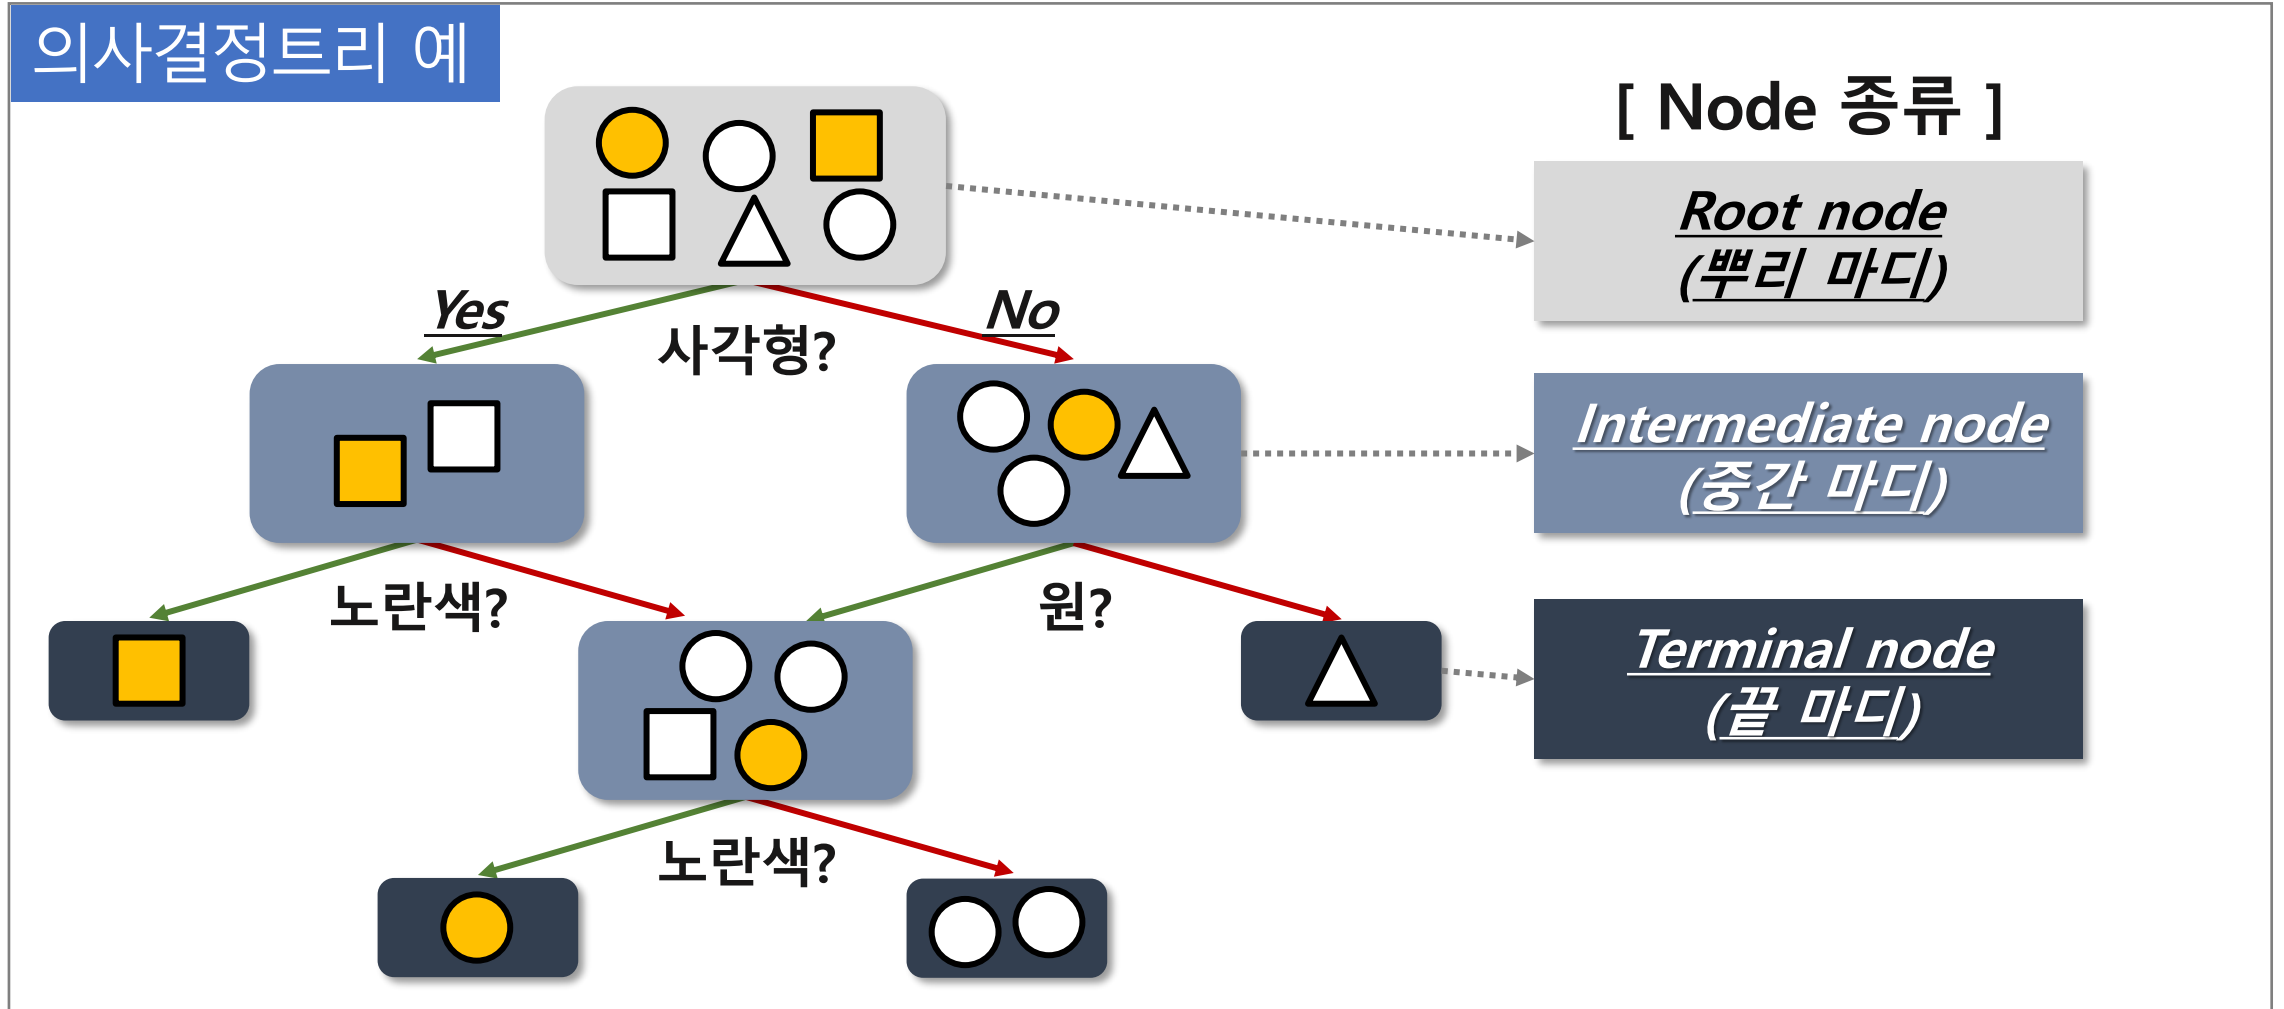 의사결정트리 예
[ Node 종류 ]
Root node
(뿌리 마디)
Yes
No
사각형?
Intermediate node
(중간 마디)
노란색?
원?
Terminal node
(끝 마디)
노란색?